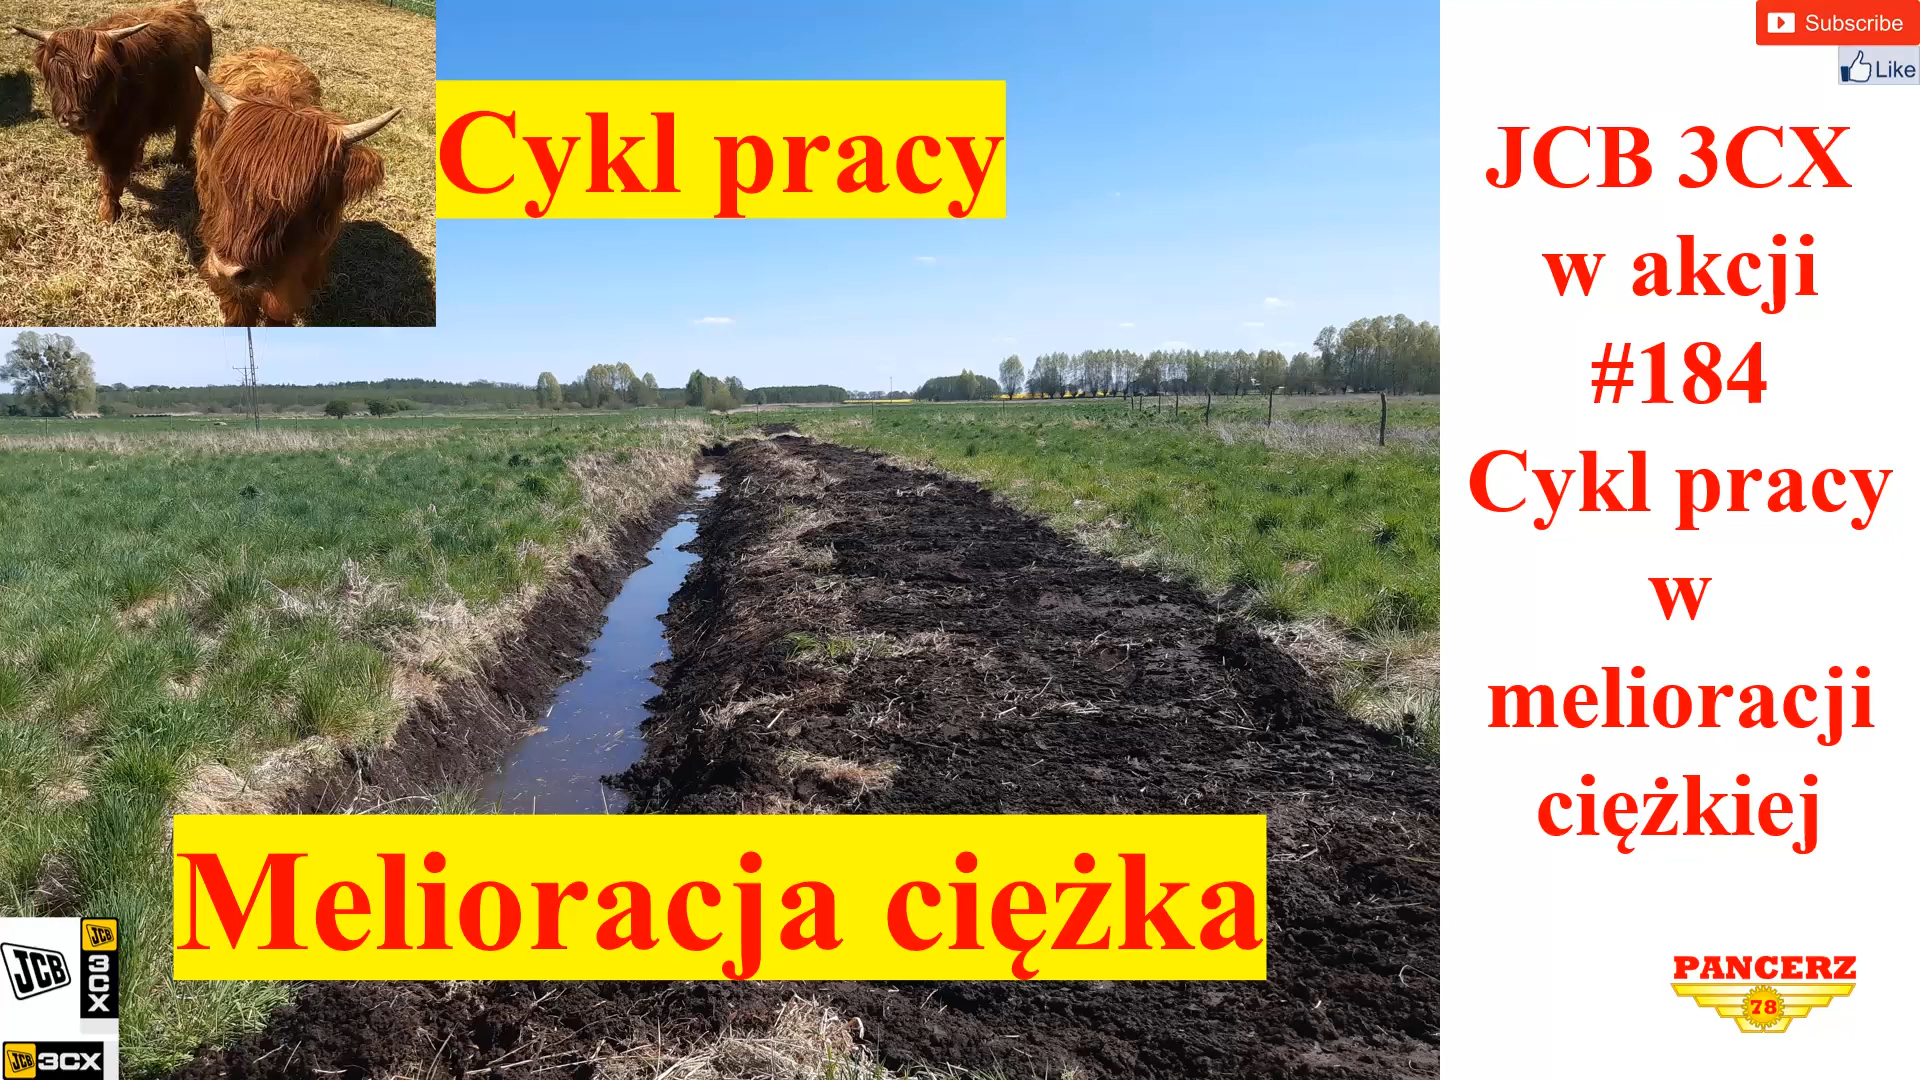 Cykl pracy
Melioracja ciężka
Subscribe
Like
JCB 3CX
w akcji
#184
Cykl pracy
w
melioracji
ciężkiej
JCB
JCB
3CX
JCB 3CX
PANCERZ
78